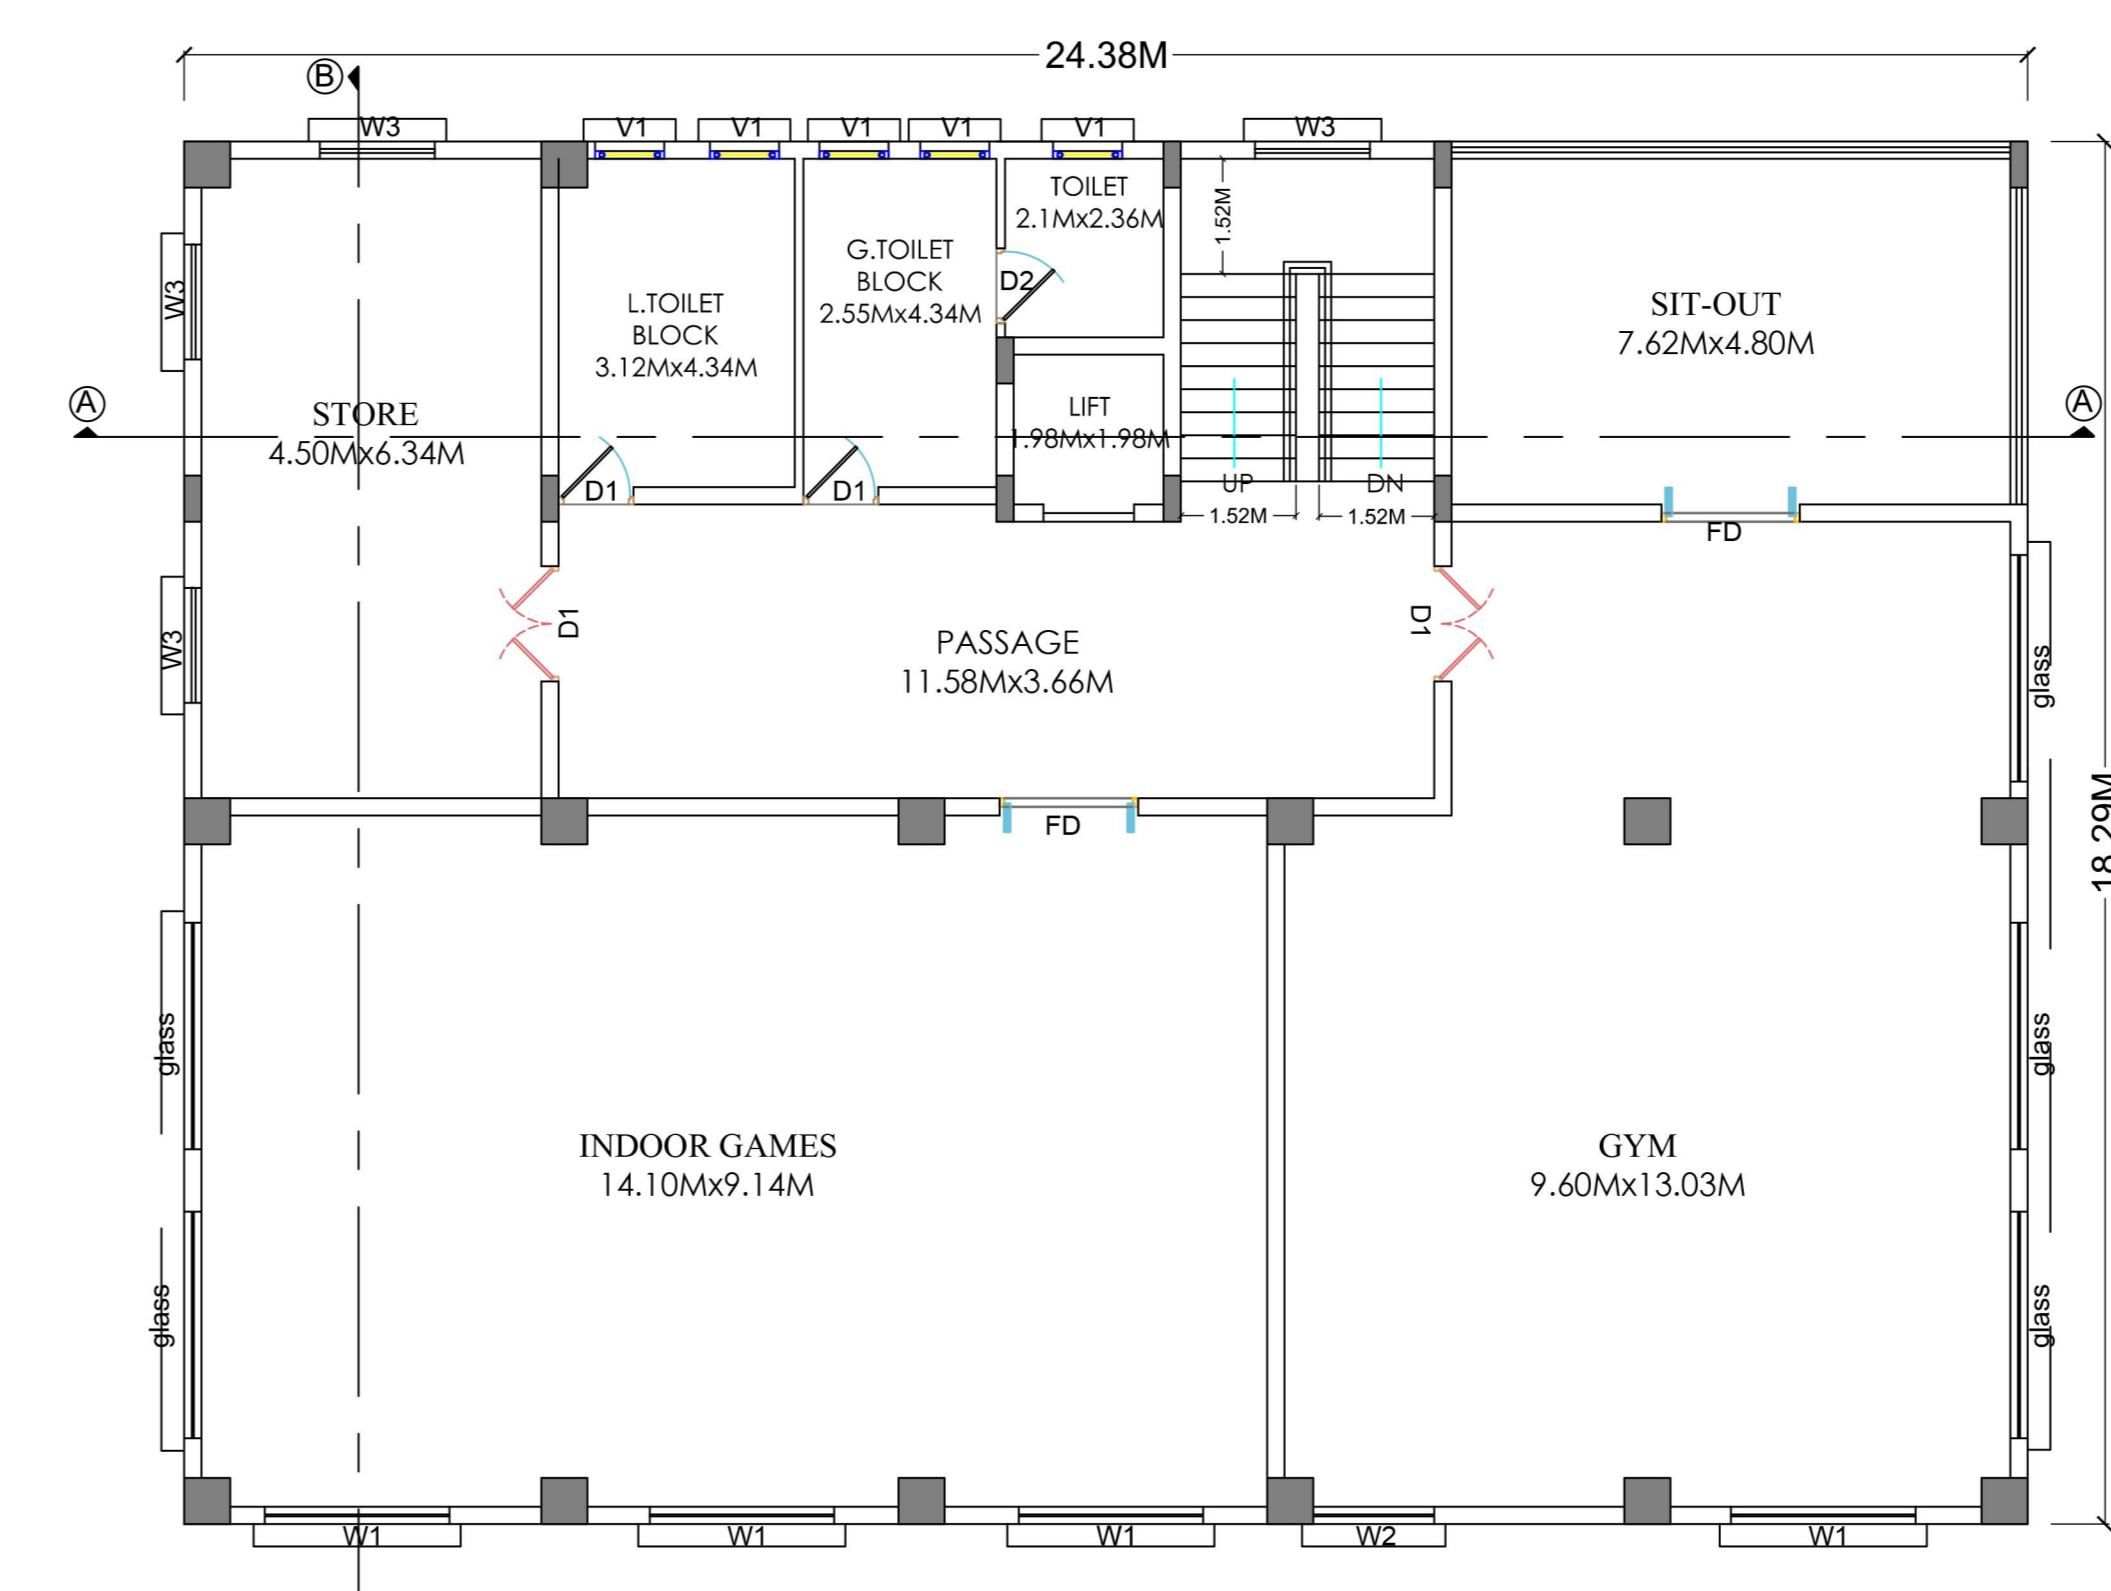 24.38M
B
W3
V1
V1
V1
V1
V1
W3
TOILET
2.1Mx2.36M
1.52M
G.TOILET
BLOCK
2.55Mx4.34M
D2
L.TOILET
BLOCK
3.12Mx4.34M
SIT-OUT
7.62Mx4.80M
W3
A
A
STORE
4.50Mx6.34M
LIFT
1.98Mx1.98M
D1
D1
UP
DN
1.52M
1.52M
FD
D1
D1
W3
PASSAGE
11.58Mx3.66M
glass
18.29M
FD
glass
glass
INDOOR GAMES
14.10Mx9.14M
GYM
9.60Mx13.03M
glass
glass
W1
W1
W1
W2
W1